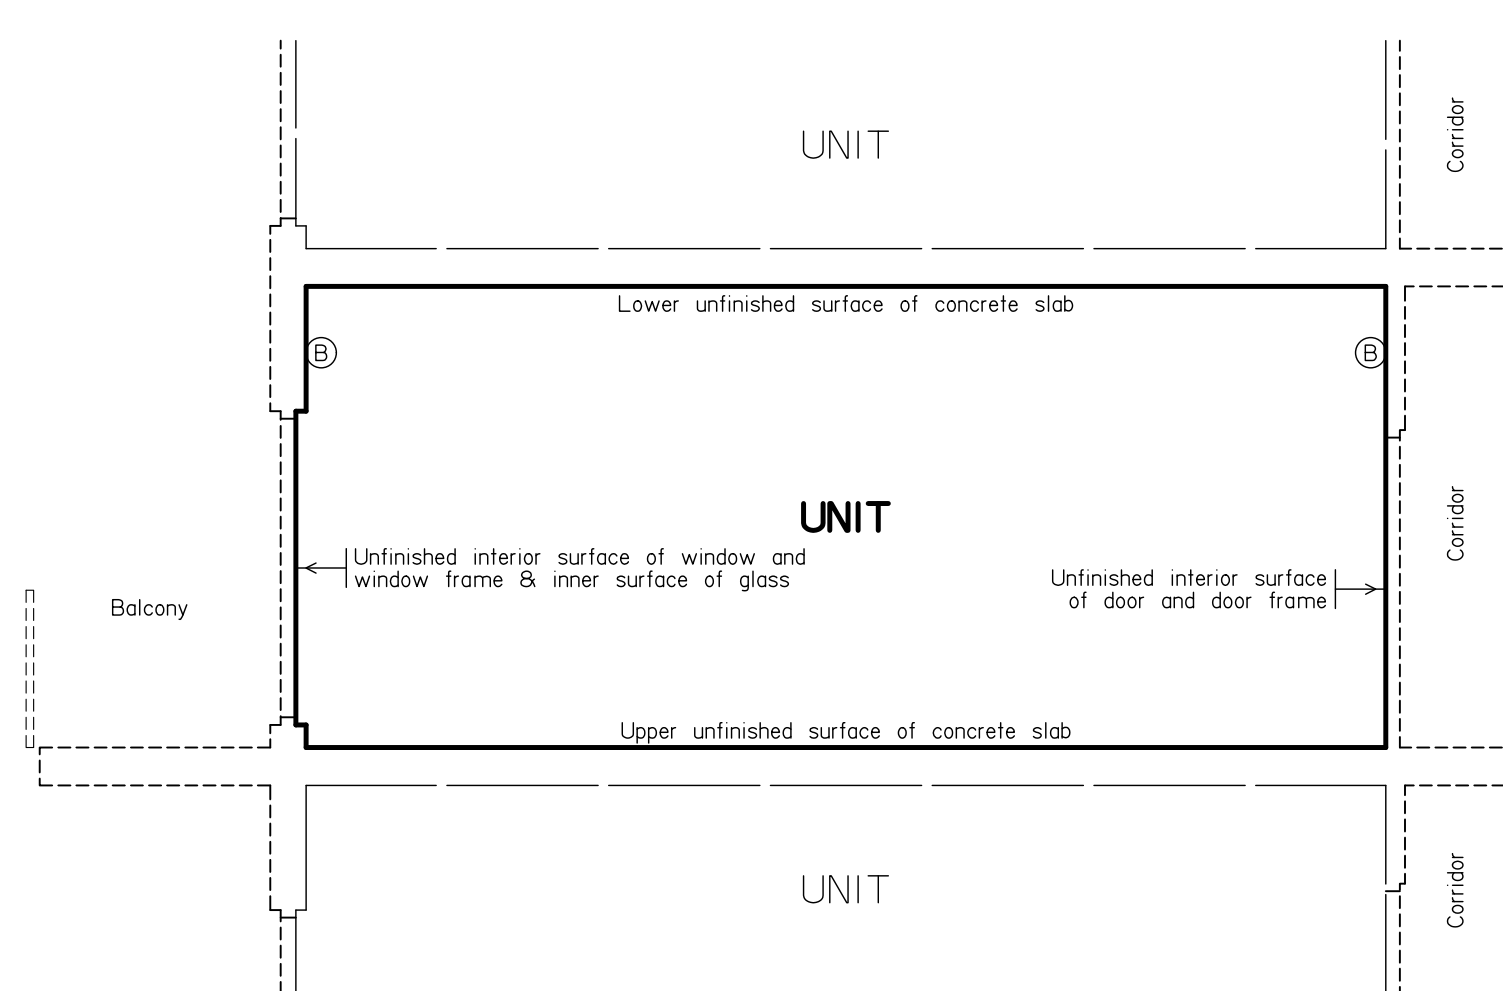 UNIT
Corridor
Lower unfinished surface of concrete slab
B
B
UNIT
Corridor
Unfinished interior surface of window and
window frame & inner surface of glass
Unfinished interior surface
of door and door frame
Balcony
Upper unfinished surface of concrete slab
UNIT
Corridor